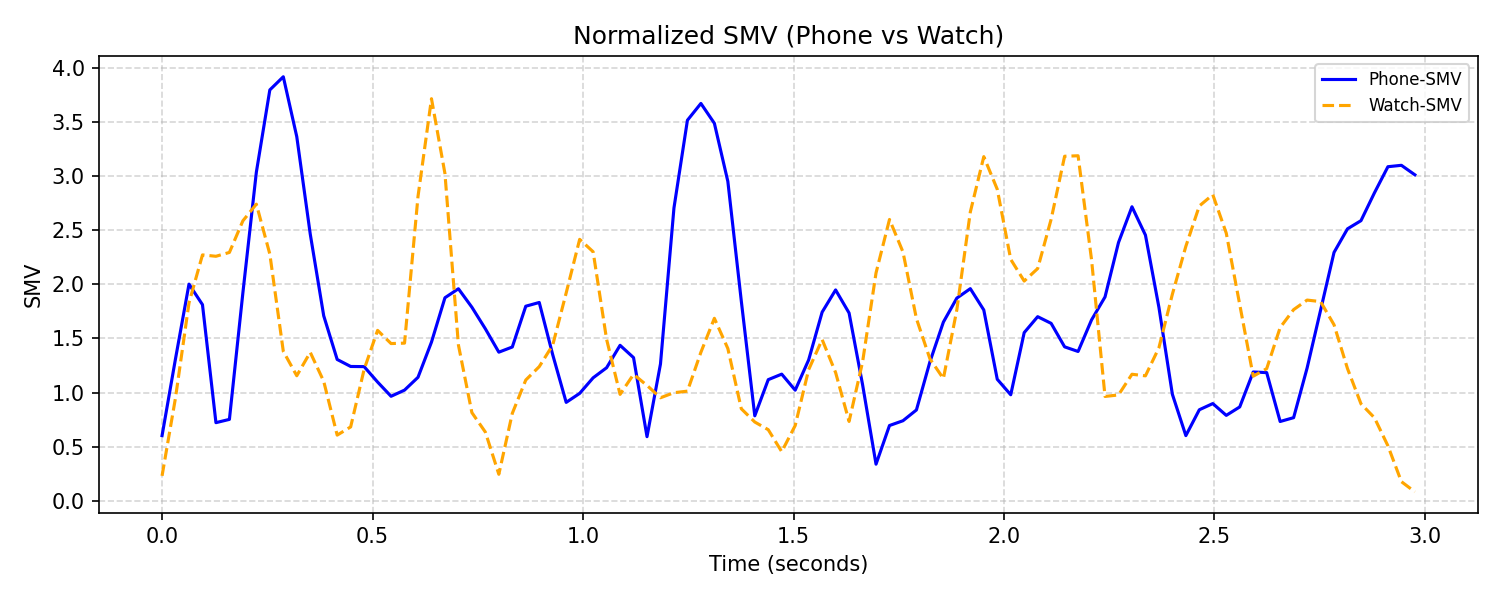 Normalized SMV (Phone vs Watch)
Phone-SMV
Watch-SMV
SMV
4.0
3.5
3.0
2.5
2.0
1.5
1.0
0.5
0.0
0.0 0.5 1.0 1.5 2.0 2.5 3.0
Time (seconds)